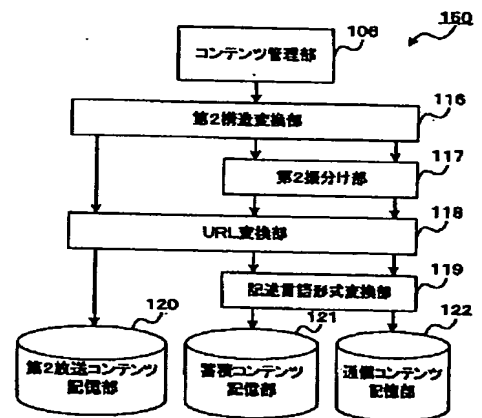 150
コンテンツ管理部
106
第2構造変換部
116
第2振分け部
117
URL変換部
118
記述言語形式変換部
119
第2放送コンテンツ
記憶部
120
蓄積コンテンツ
記憶部
121
通信コンテンツ
記憶部
122